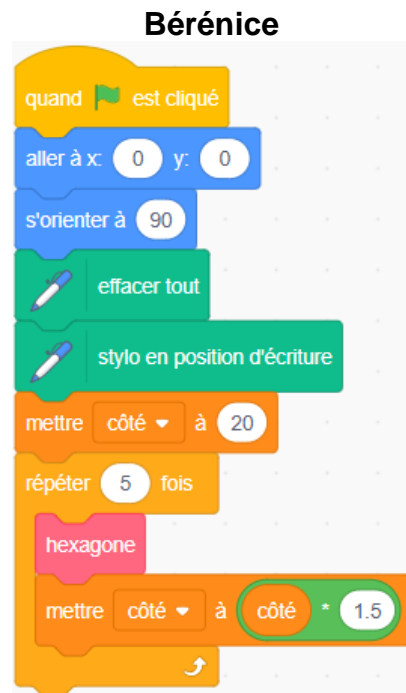 Bérénice
quand est cliqué
aller à x: 0 y: 0
s'orienter à 90
effacer tout
stylo en position d'écriture
mettre côté à 20
répéter 5 fois
hexagone
mettre côté à côté * 1.5